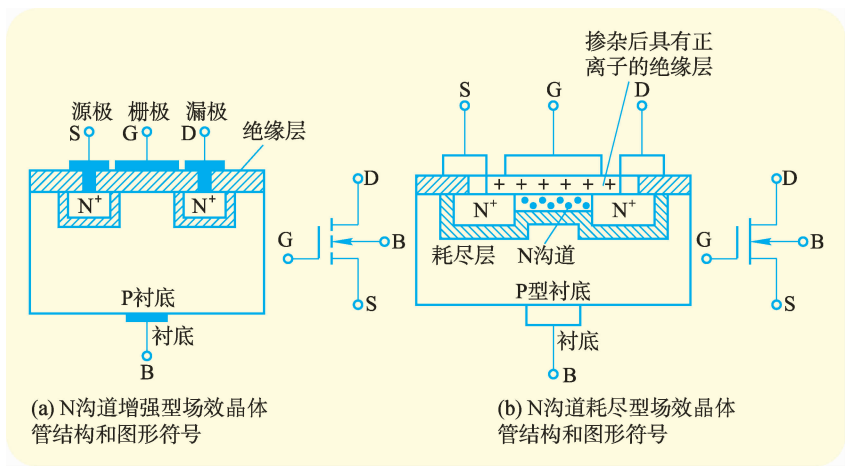 源极 栅极 漏极
S G D 绝缘层
N⁺ N⁺
P衬底
衬底
B
D
G B
S
(a) N沟道增强型场效晶体
管结构和图形符号
掺杂后具有正
离子的绝缘层
S G D
+ + + + + +
N⁺ N⁺
耗尽层 N沟道
P型衬底
衬底
B
D
G B
S
(b) N沟道耗尽型场效晶体
管结构和图形符号